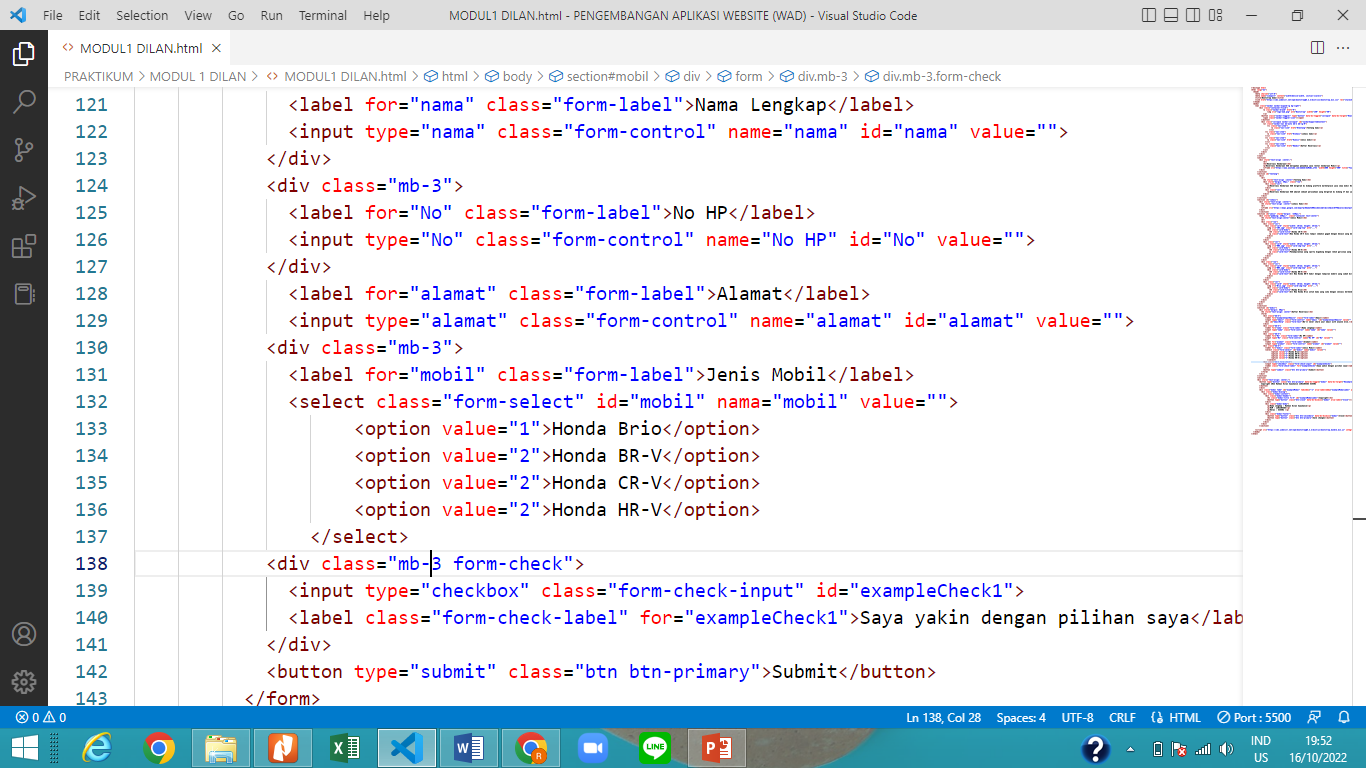 File Edit Selection View Go Run Terminal Help MODUL1 DILAN.html - PENGEMBANGAN APLIKASI WEBSITE (WAD) - Visual Studio Code
MODUL1 DILAN.html
PRAKTIKUM > MODUL 1 DILAN > MODUL1 DILAN.html > html > body > section#mobil > div > form > div.mb-3 > div.mb-3.form-check
121 <label for="nama" class="form-label">Nama Lengkap</label>
122 <input type="nama" class="form-control" name="nama" id="nama" value="">
123 </div>
124 <div class="mb-3">
125 <label for="No" class="form-label">No HP</label>
126 <input type="No" class="form-control" name="No HP" id="No" value="">
127 </div>
128 <label for="alamat" class="form-label">Alamat</label>
129 <input type="alamat" class="form-control" name="alamat" id="alamat" value="">
130 <div class="mb-3">
131 <label for="mobil" class="form-label">Jenis Mobil</label>
132 <select class="form-select" id="mobil" nama="mobil" value="">
133 <option value="1">Honda Brio</option>
134 <option value="2">Honda BR-V</option>
135 <option value="2">Honda CR-V</option>
136 <option value="2">Honda HR-V</option>
137 </select>
138 <div class="mb-3 form-check">
139 <input type="checkbox" class="form-check-input" id="exampleCheck1">
140 <label class="form-check-label" for="exampleCheck1">Saya yakin dengan pilihan saya</lab
141 </div>
142 <button type="submit" class="btn btn-primary">Submit</button>
143 </form>
0 0 Ln 138, Col 28 Spaces: 4 UTF-8 CRLF HTML Port : 5500
LINE
IND 19:52
US 16/10/2022